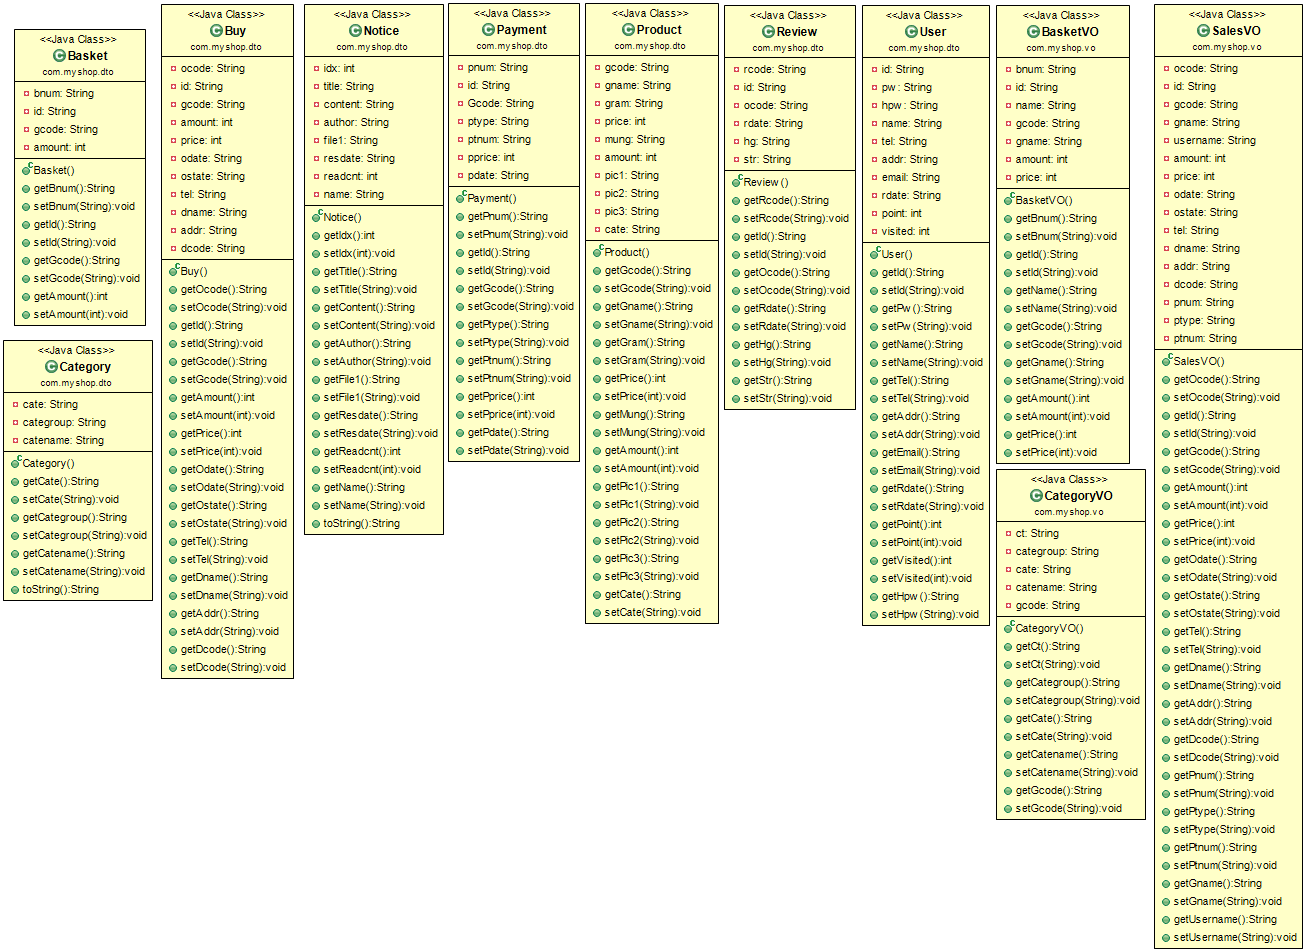 <<Java Class>>
Basket
com.myshop.dto
bnum: String
id: String
gcode: String
amount: int
Basket()
getBnum():String
setBnum(String):void
getId():String
setId(String):void
getGcode():String
setGcode(String):void
getAmount():int
setAmount(int):void
<<Java Class>>
Category
com.myshop.dto
cate: String
categroup: String
catename: String
Category()
getCate():String
setCate(String):void
getCategroup():String
setCategroup(String):void
getCatename():String
setCatename(String):void
toString():String
<<Java Class>>
Buy
com.myshop.dto
ocode: String
id: String
gcode: String
amount: int
price: int
odate: String
ostate: String
tel: String
dname: String
addr: String
dcode: String
Buy()
getOcode():String
setOcode(String):void
getId():String
setId(String):void
getGcode():String
setGcode(String):void
getAmount():int
setAmount(int):void
getPrice():int
setPrice(int):void
getOdate():String
setOdate(String):void
getOstate():String
setOstate(String):void
getTel():String
setTel(String):void
getDname():String
setDname(String):void
getAddr():String
setAddr(String):void
getDcode():String
setDcode(String):void
<<Java Class>>
Notice
com.myshop.dto
idx: int
title: String
content: String
author: String
file1: String
resdate: String
readcnt: int
name: String
Notice()
getIdx():int
setIdx(int):void
getTitle():String
setTitle(String):void
getContent():String
setContent(String):void
getAuthor():String
setAuthor(String):void
getFile1():String
setFile1(String):void
getResdate():String
setResdate(String):void
getReadcnt():int
setReadcnt(int):void
getName():String
setName(String):void
toString():String
<<Java Class>>
Payment
com.myshop.dto
pnum: String
id: String
Gcode: String
ptype: String
ptnum: String
pprice: int
pdate: String
Payment()
getPnum():String
setPnum(String):void
getId():String
setId(String):void
getGcode():String
setGcode(String):void
getPtype():String
setPtype(String):void
getPtnum():String
setPtnum(String):void
getPprice():int
setPprice(int):void
getPdate():String
setPdate(String):void
<<Java Class>>
Product
com.myshop.dto
gcode: String
gname: String
gram: String
price: int
mung: String
amount: int
pic1: String
pic2: String
pic3: String
cate: String
Product()
getGcode():String
setGcode(String):void
getGname():String
setGname(String):void
getGram():String
setGram(String):void
getPrice():int
setPrice(int):void
getMung():String
setMung(String):void
getAmount():int
setAmount(int):void
getPic1():String
setPic1(String):void
getPic2():String
setPic2(String):void
getPic3():String
setPic3(String):void
getCate():String
setCate(String):void
<<Java Class>>
Review
com.myshop.dto
rcode: String
id: String
ocode: String
rdate: String
hg: String
str: String
Review()
getRcode():String
setRcode(String):void
getId():String
setId(String):void
getOcode():String
setOcode(String):void
getRdate():String
setRdate(String):void
getHg():String
setHg(String):void
getStr():String
setStr(String):void
<<Java Class>>
User
com.myshop.dto
id: String
pw: String
hpw: String
name: String
tel: String
addr: String
email: String
rdate: String
point: int
visited: int
User()
getId():String
setId(String):void
getPw():String
setPw(String):void
getName():String
setName(String):void
getTel():String
setTel(String):void
getAddr():String
setAddr(String):void
getEmail():String
setEmail(String):void
getRdate():String
setRdate(String):void
getPoint():int
setPoint(int):void
getVisited():int
setVisited(int):void
getHpw():String
setHpw(String):void
<<Java Class>>
BasketVO
com.myshop.vo
bnum: String
id: String
name: String
gcode: String
gname: String
amount: int
price: int
BasketVO()
getBnum():String
setBnum(String):void
getId():String
setId(String):void
getName():String
setName(String):void
getGcode():String
setGcode(String):void
getGname():String
setGname(String):void
getAmount():int
setAmount(int):void
getPrice():int
setPrice(int):void
<<Java Class>>
CategoryVO
com.myshop.vo
ct: String
categroup: String
cate: String
catename: String
gcode: String
CategoryVO()
getCt():String
setCt(String):void
getCategroup():String
setCategroup(String):void
getCate():String
setCate(String):void
getCatename():String
setCatename(String):void
getGcode():String
setGcode(String):void
<<Java Class>>
SalesVO
com.myshop.vo
ocode: String
id: String
gcode: String
gname: String
username: String
amount: int
price: int
odate: String
ostate: String
tel: String
dname: String
addr: String
dcode: String
pnum: String
ptype: String
ptnum: String
SalesVO()
getOcode():String
setOcode(String):void
getId():String
setId(String):void
getGcode():String
setGcode(String):void
getAmount():int
setAmount(int):void
getPrice():int
setPrice(int):void
getOdate():String
setOdate(String):void
getOstate():String
setOstate(String):void
getTel():String
setTel(String):void
getDname():String
setDname(String):void
getAddr():String
setAddr(String):void
getDcode():String
setDcode(String):void
getPnum():String
setPnum(String):void
getPtype():String
setPtype(String):void
getPtnum():String
setPtnum(String):void
getGname():String
setGname(String):void
getUsername():String
setUsername(String):void